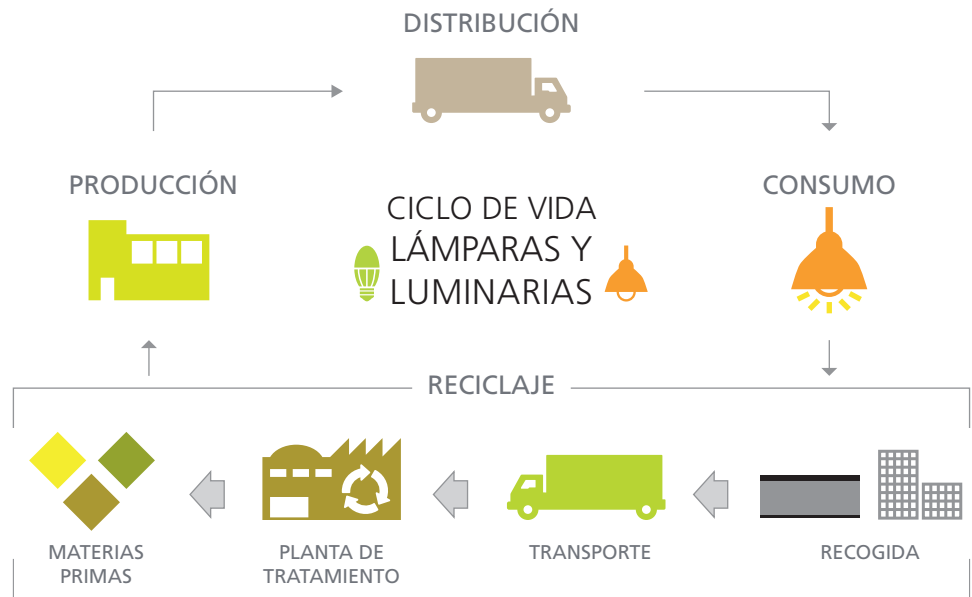 DISTRIBUCIÓN
PRODUCCIÓN
CONSUMO
CICLO DE VIDA
LÁMPARAS Y
LUMINARIAS
RECICLAJE
MATERIAS
PRIMAS
PLANTA DE
TRATAMIENTO
TRANSPORTE
RECOGIDA